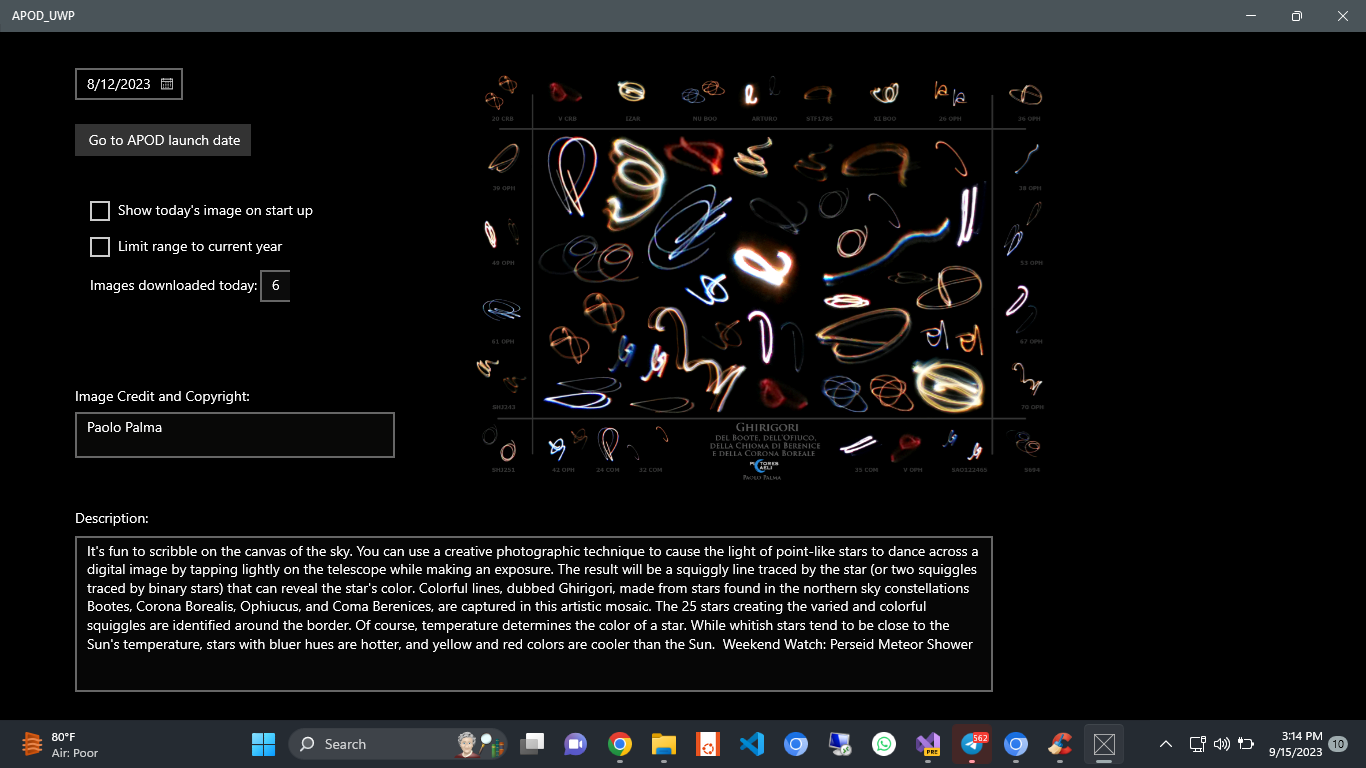 APOD_UWP
8/12/2023
Go to APOD launch date
Show today's image on start up
Limit range to current year
Images downloaded today: 6
Image Credit and Copyright:
Paolo Palma
26 CRB V CRB IZAR NU BOO ARTURO STF1785 XI BOO 26 OPH 36 OPH
39 OPH 38 OPH
49 OPH 53 OPH
61 OPH 67 OPH
SHJ243 70 OPH
GHIRIGORI
DEL BOOTE, DELL'OFIUCO,
DELLA CHIOMA DI BERENICE
E DELLA CORONA BOREALE
PAOLO PALMA
SHJ251 41 OPH 24 COM 32 COM 35 COM V OPH SAO122465 5694
Description:
It's fun to scribble on the canvas of the sky. You can use a creative photographic technique to cause the light of point-like stars to dance across a
digital image by tapping lightly on the telescope while making an exposure. The result will be a squiggly line traced by the star (or two squiggles
traced by binary stars) that can reveal the star's color. Colorful lines, dubbed Ghirigori, made from stars found in the northern sky constellations
Bootes, Corona Borealis, Ophiucus, and Coma Berenices, are captured in this artistic mosaic. The 25 stars creating the varied and colorful
squiggles are identified around the border. Of course, temperature determines the color of a star. While whitish stars tend to be close to the
Sun's temperature, stars with bluer hues are hotter, and yellow and red colors are cooler than the Sun.  Weekend Watch: Perseid Meteor Shower
80°F
Air: Poor
Search
PRE
562
3:14 PM
9/15/2023
10